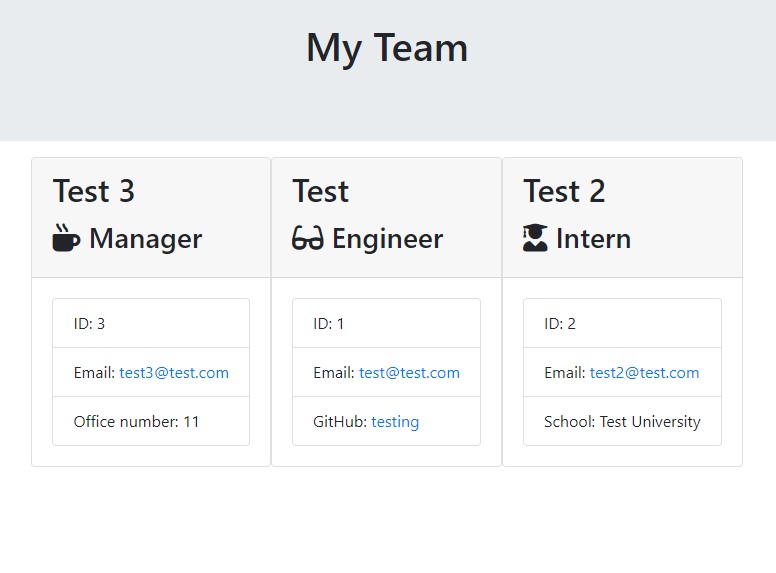 My Team
Test 3
Manager
ID: 3
Email: test3@test.com
Office number: 11
Test
Engineer
ID: 1
Email: test@test.com
GitHub: testing
Test 2
Intern
ID: 2
Email: test2@test.com
School: Test University